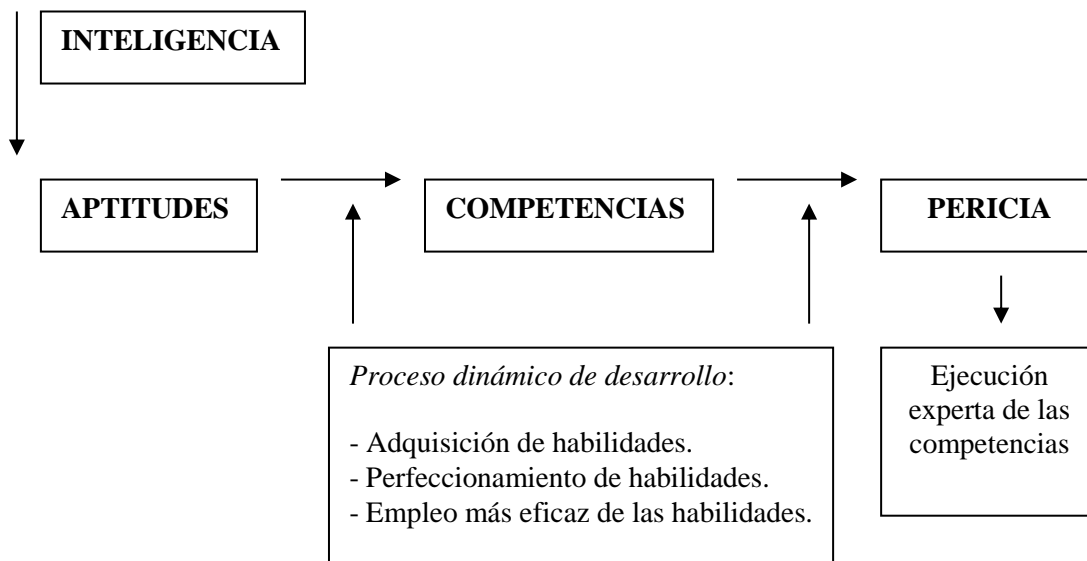 INTELIGENCIA
APTITUDES
COMPETENCIAS
PERICIA
Proceso dinámico de desarrollo:
- Adquisición de habilidades.
- Perfeccionamiento de habilidades.
- Empleo más eficaz de las habilidades.
Ejecución
experta de las
competencias